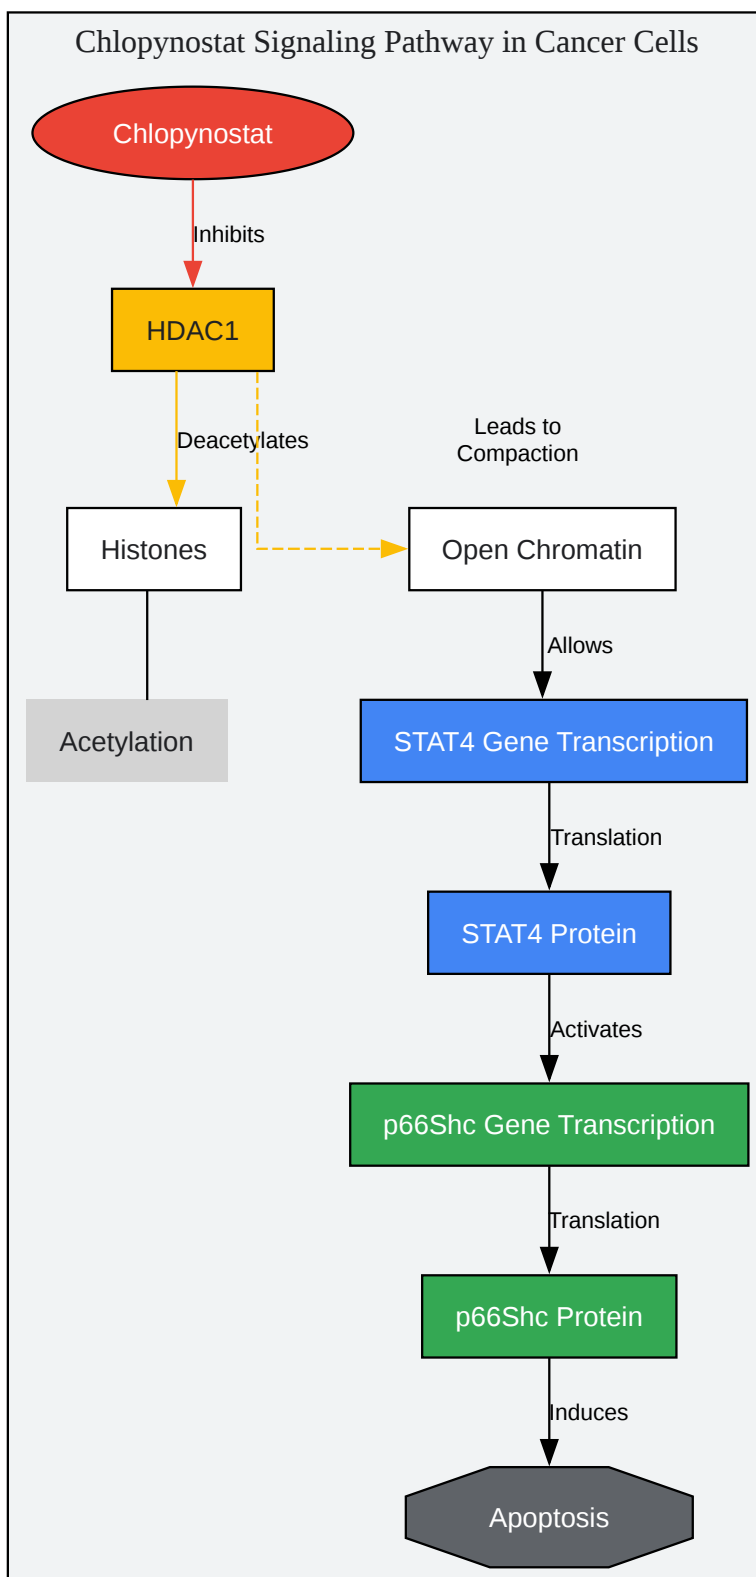 Chlopynostat Signaling Pathway in Cancer Cells
Chlopynostat
Inhibits
HDAC1
Deacetylates
Leads to
Compaction
Histones
Open Chromatin
Allows
Acetylation
STAT4 Gene Transcription
Translation
STAT4 Protein
Activates
p66Shc Gene Transcription
Translation
p66Shc Protein
Induces
Apoptosis